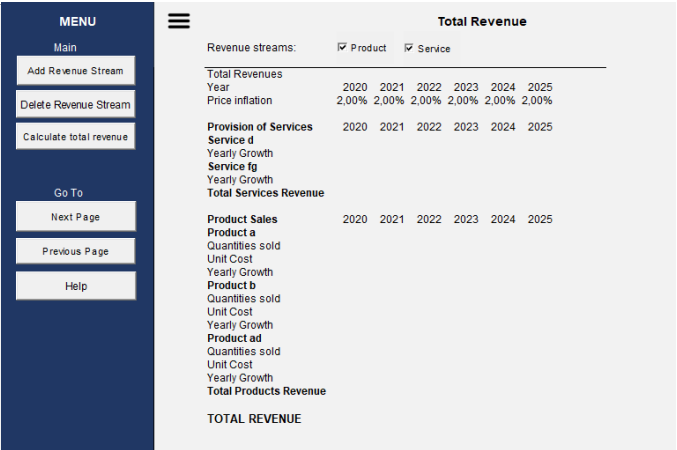 MENU
Main
Add Revenue Stream
Delete Revenue Stream
Calculate total revenue
Go To
Next Page
Previous Page
Help
Total Revenue
Revenue streams: Product Service
Total Revenues
Year 2020 2021 2022 2023 2024 2025
Price inflation 2,00% 2,00% 2,00% 2,00% 2,00% 2,00%
Provision of Services 2020 2021 2022 2023 2024 2025
Service d
Yearly Growth
Service fg
Yearly Growth
Total Services Revenue
Product Sales 2020 2021 2022 2023 2024 2025
Product a
Quantities sold
Unit Cost
Yearly Growth
Product b
Quantities sold
Unit Cost
Yearly Growth
Product ad
Quantities sold
Unit Cost
Yearly Growth
Total Products Revenue
TOTAL REVENUE